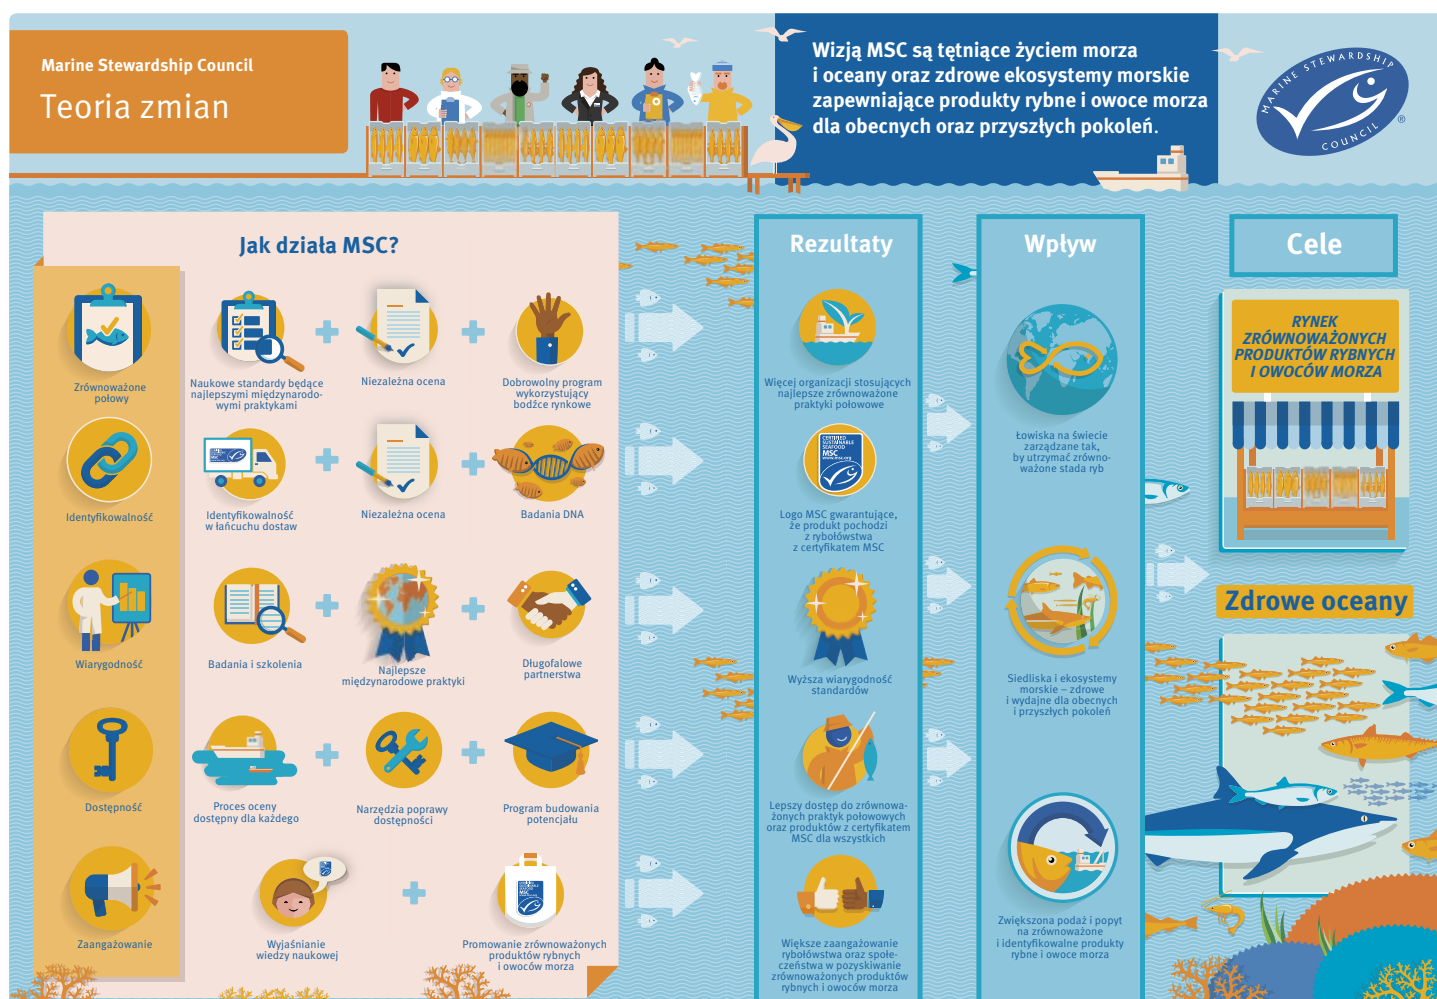 Marine Stewardship Council
Teoria zmian
Wizją MSC są tętniące życiem morza
i oceany oraz zdrowe ekosystemy morskie
zapewniające produkty rybne i owoce morza
dla obecnych oraz przyszłych pokoleń.
MARINE STEWARDSHIP
COUNCIL
®
Jak działa MSC?
Zrównoważone
połowy
Naukowe standardy będące
najlepszymi międzynarodo-
wymi praktykami
Niezależna ocena
Dobrowolny program
wykorzystujący
bodźce rynkowe
Identyfikowalność
Identyfikowalność
w łańcuchu dostaw
Niezależna ocena
Badania DNA
Wiarygodność
Badania i szkolenia
Najlepsze
międzynarodowe praktyki
Długofalowe
partnerstwa
Dostępność
Proces oceny
dostępny dla każdego
Narzędzia poprawy
dostępności
Program budowania
potencjału
Zaangażowanie
Wyjaśnianie
wiedzy naukowej
Promowanie zrównoważonych
produktów rybnych
i owoców morza
Rezultaty
Więcej organizacji stosujących
najlepsze zrównoważone
praktyki połowowe
CERTIFIED
SUSTAINABLE
SEAFOOD
MSC
www.msc.org
Logo MSC gwarantujące,
że produkt pochodzi
z rybołówstwa
z certyfikatem MSC
Wyższa wiarygodność
standardów
Lepszy dostęp do zrównowa-
żonych praktyk połowowych
oraz produktów z certyfikatem
MSC dla wszystkich
Większe zaangażowanie
rybołówstwa oraz społe-
czeństwa w pozyskiwanie
zrównoważonych produktów
rybnych i owoców morza
Wpływ
Łowiska na świecie
zarządzane tak,
by utrzymać zrówno-
ważone stada ryb
Siedliska i ekosystemy
morskie – zdrowe
i wydajne dla obecnych
i przyszłych pokoleń
Zwiększona podaż i popyt
na zrównoważone
i identyfikowalne produkty
rybne i owoce morza
Cele
RYNEK
ZRÓWNOWAŻONYCH
PRODUKTÓW RYBNYCH
I OWOCÓW MORZA
Zdrowe oceany